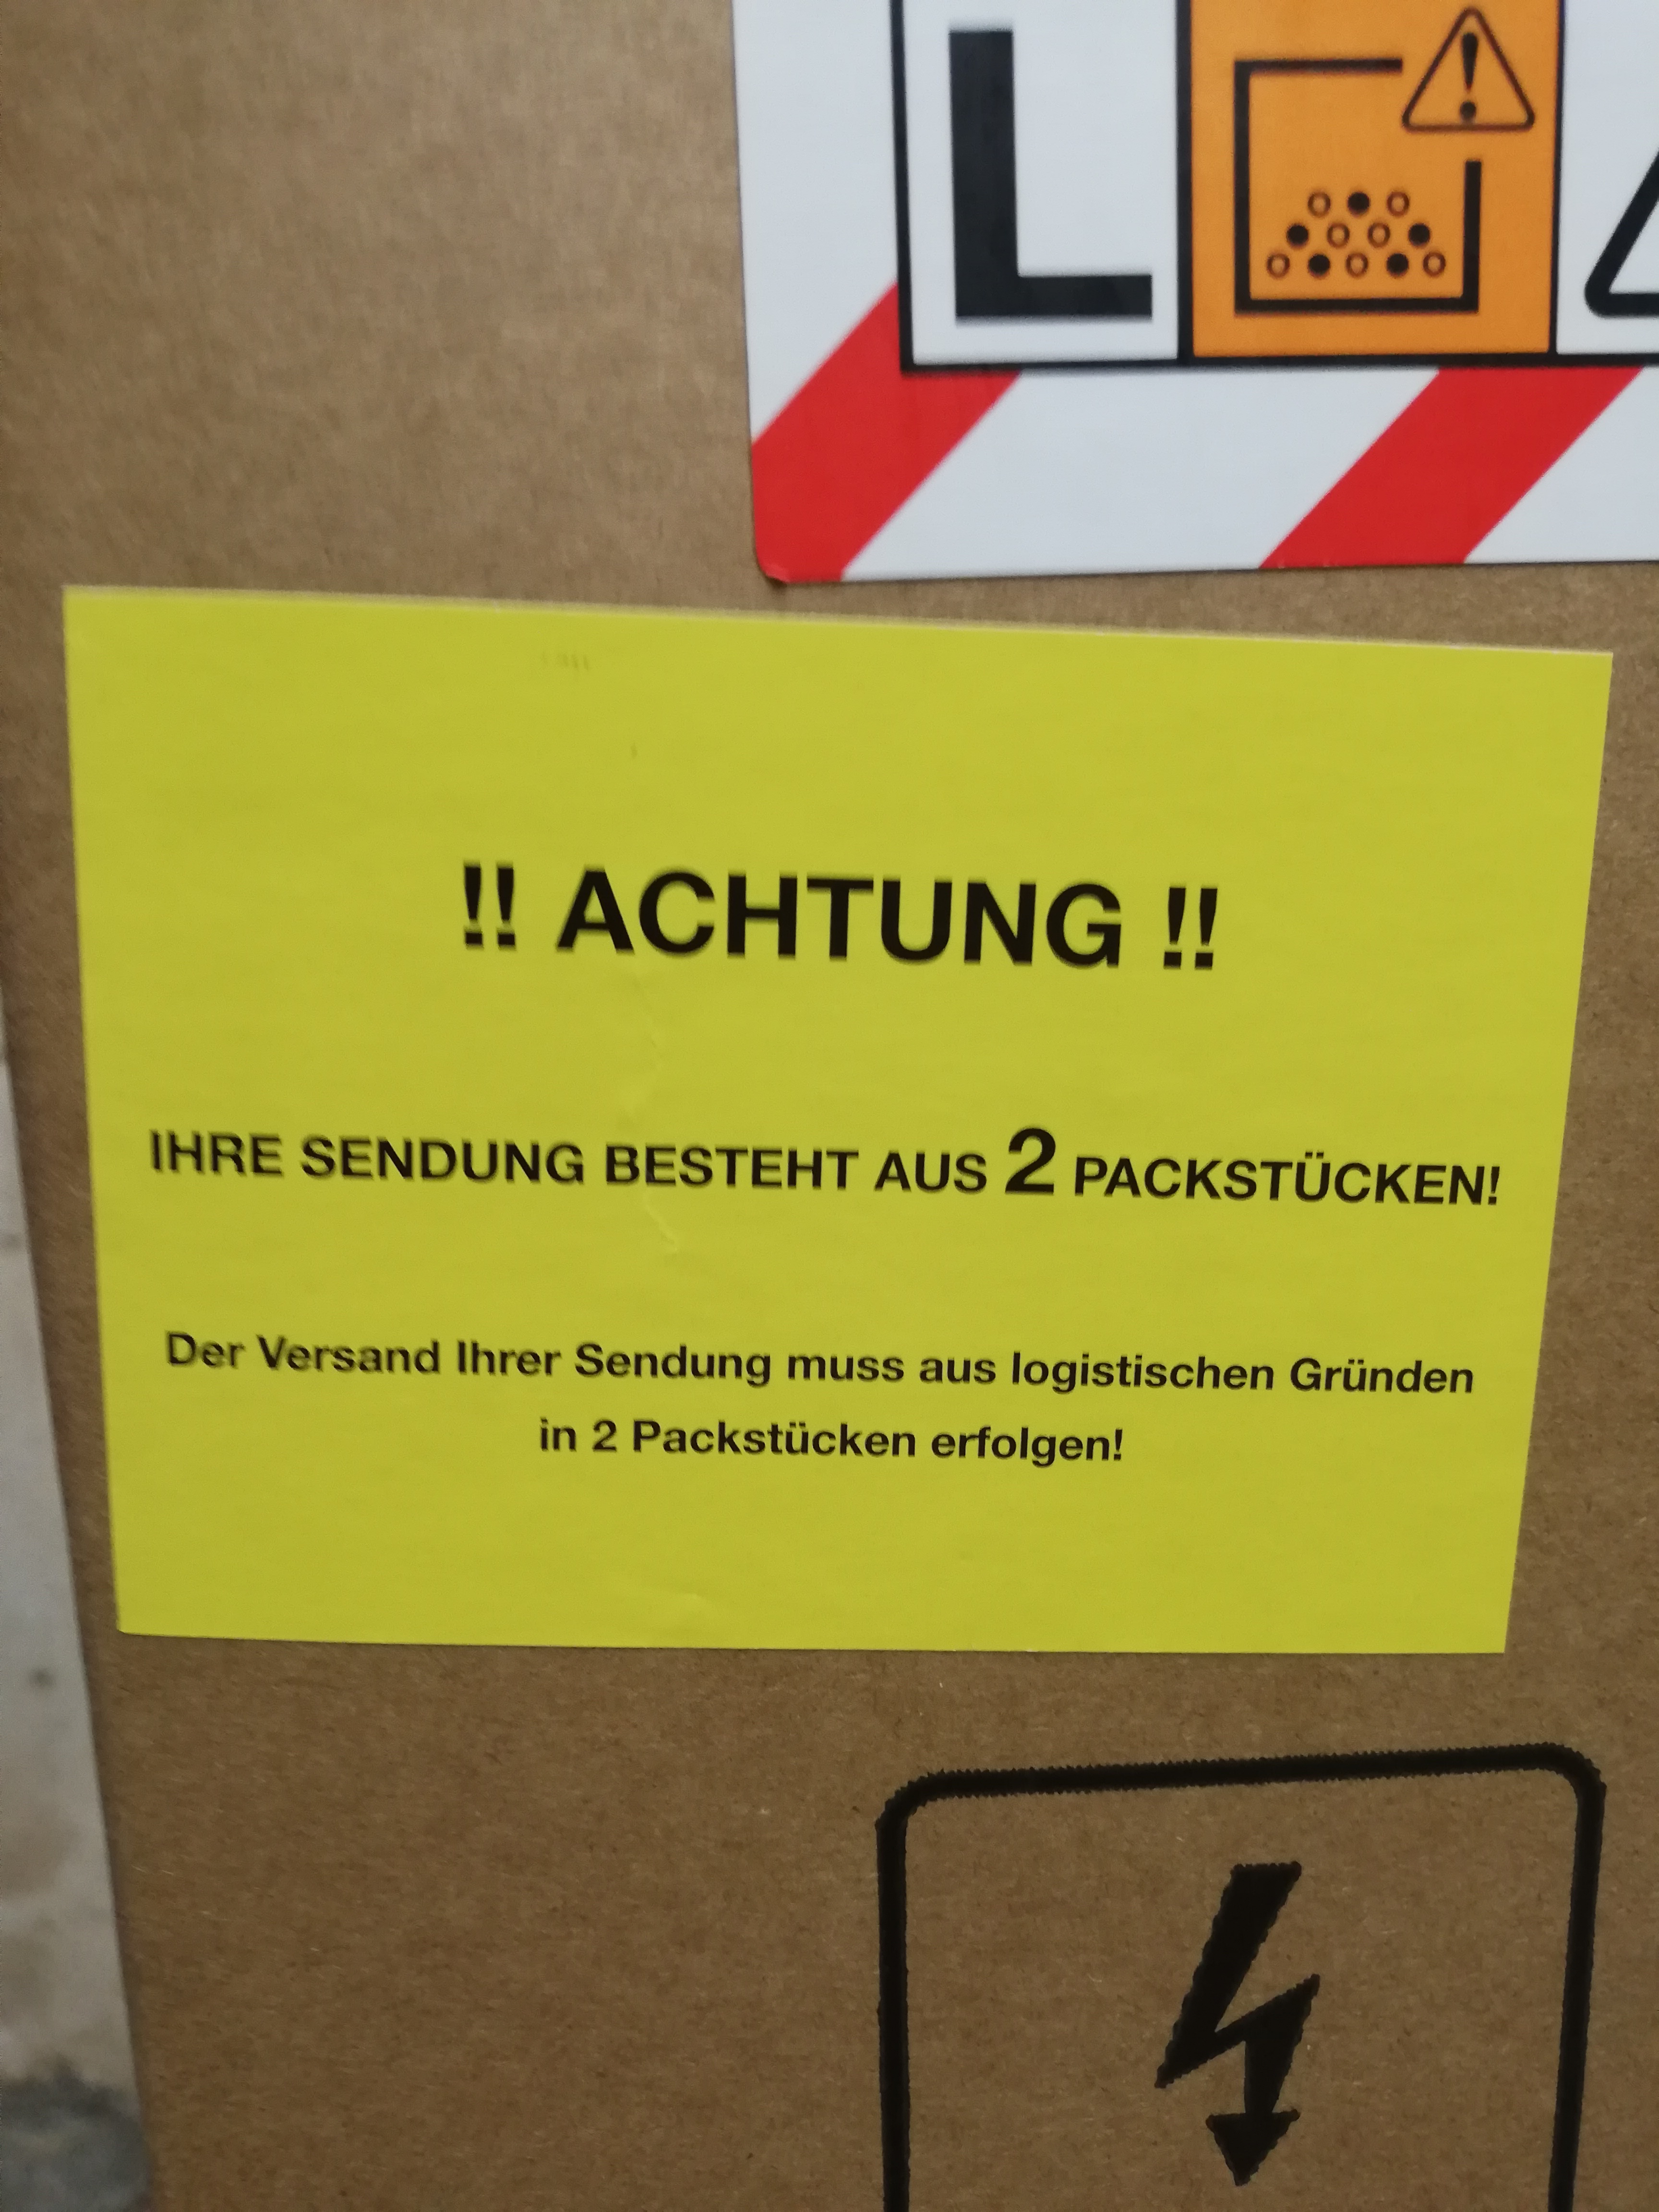 L
!! ACHTUNG !!
IHRE SENDUNG BESTEHT AUS 2 PACKSTÜCKEN!
Der Versand Ihrer Sendung muss aus logistischen Gründen
in 2 Packstücken erfolgen!